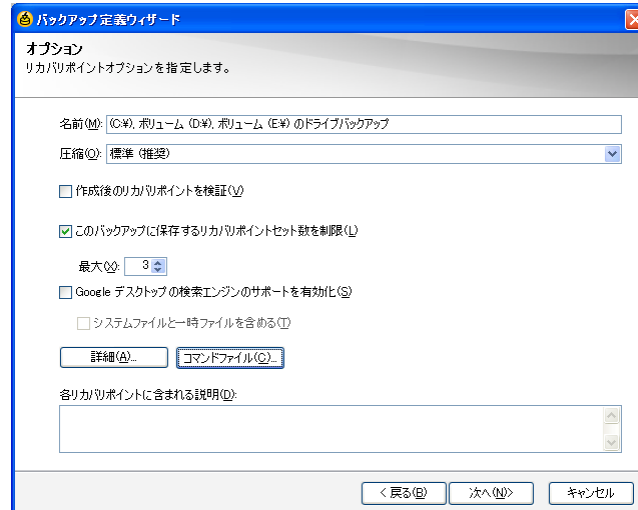 バックアップ定義ウィザード
オプション
リカバリポイントオプションを指定します。
名前(M): (C:¥), ボリューム (D:¥), ボリューム (E:¥) のドライブバックアップ
圧縮(O): 標準 (推奨)
作成後のリカバリポイントを検証(V)
このバックアップに保存するリカバリポイントセット数を制限(L)
最大(X): 3
Google デスクトップの検索エンジンのサポートを有効化(S)
システムファイルと一時ファイルを含める(T)
詳細(A)... コマンドファイル(C)...
各リカバリポイントに含まれる説明(D):
< 戻る(B) 次へ(N)> キャンセル